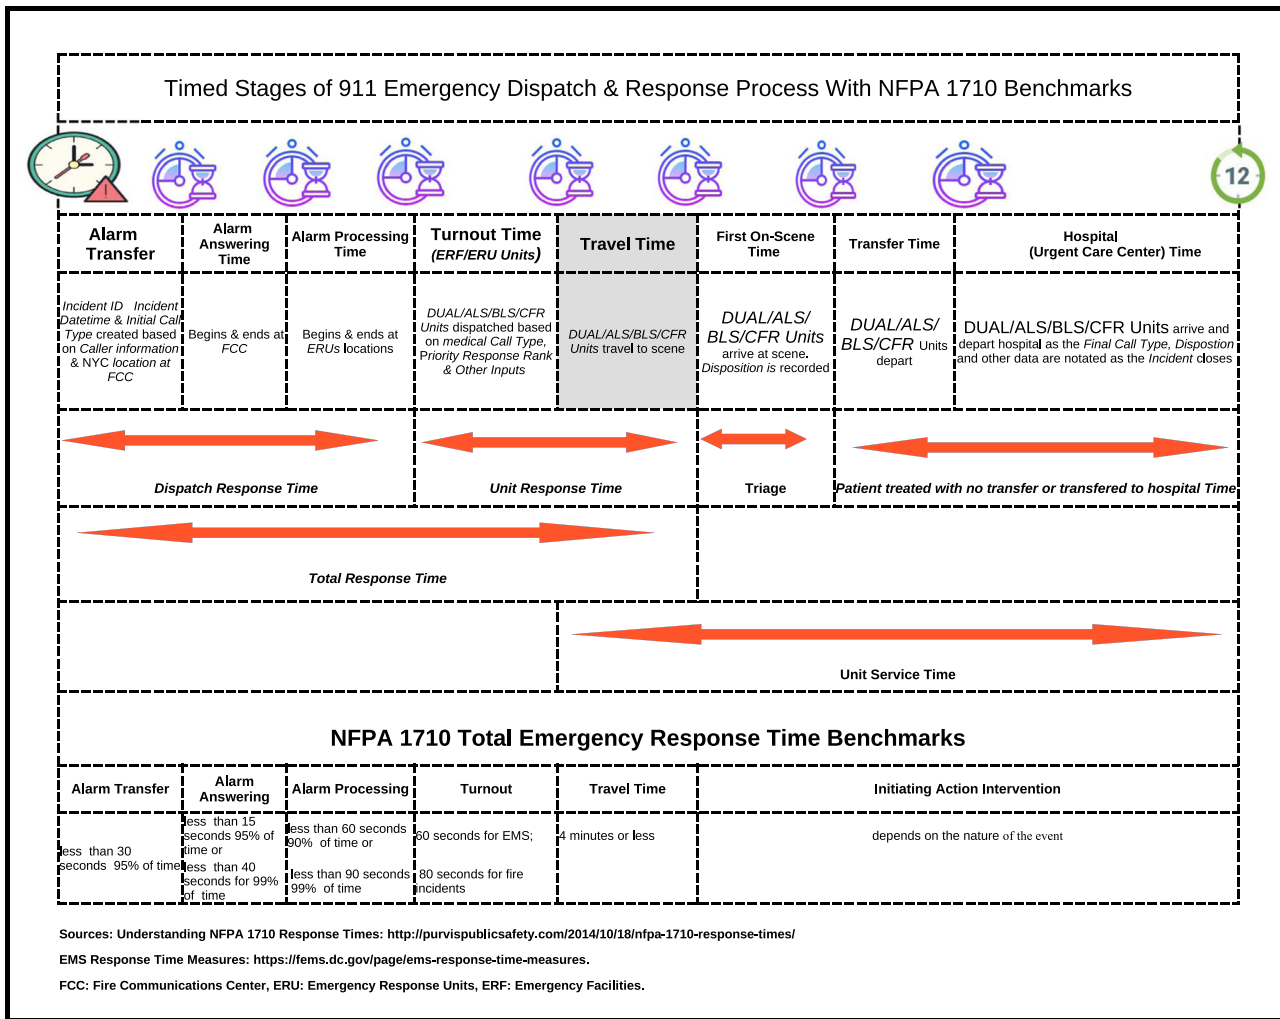 Timed Stages of 911 Emergency Dispatch & Response Process With NFPA 1710 Benchmarks
12
Alarm
Transfer
Alarm
Answering
Time
Alarm Processing
Time
Turnout Time
(ERF/ERU Units)
Travel Time
First On-Scene
Time
Transfer Time
Hospital
(Urgent Care Center) Time
Incident ID Incident
Datetime & Initial Call
Type created based
on Caller information
& NYC location at
FCC
Begins & ends at
FCC
Begins & ends at
ERUs locations
DUAL/ALS/BLS/CFR
Units dispatched based
on medical Call Type,
Priority Response Rank
& Other Inputs
DUAL/ALS/BLS/CFR
Units travel to scene
DUAL/ALS/
BLS/CFR Units
arrive at scene.
Disposition is recorded
DUAL/ALS/
BLS/CFR Units
depart
DUAL/ALS/BLS/CFR Units arrive and
depart hospital as the Final Call Type, Dispostion
and other data are notated as the Incident closes
Dispatch Response Time
Unit Response Time
Triage
Patient treated with no transfer or transfered to hospital Time
Total Response Time
Unit Service Time
NFPA 1710 Total Emergency Response Time Benchmarks
Alarm Transfer
Alarm
Answering
Alarm Processing
Turnout
Travel Time
Initiating Action Intervention
less than 30
seconds 95% of time
less than 15
seconds 95% of
time or
less than 40
seconds for 99%
of time
less than 60 seconds
90% of time or
less than 90 seconds
99% of time
60 seconds for EMS;
80 seconds for fire
incidents
4 minutes or less
depends on the nature of the event
Sources: Understanding NFPA 1710 Response Times: http://purvispublicsafety.com/2014/10/18/nfpa-1710-response-times/
EMS Response Time Measures: https://fems.dc.gov/page/ems-response-time-measures.
FCC: Fire Communications Center, ERU: Emergency Response Units, ERF: Emergency Facilities.